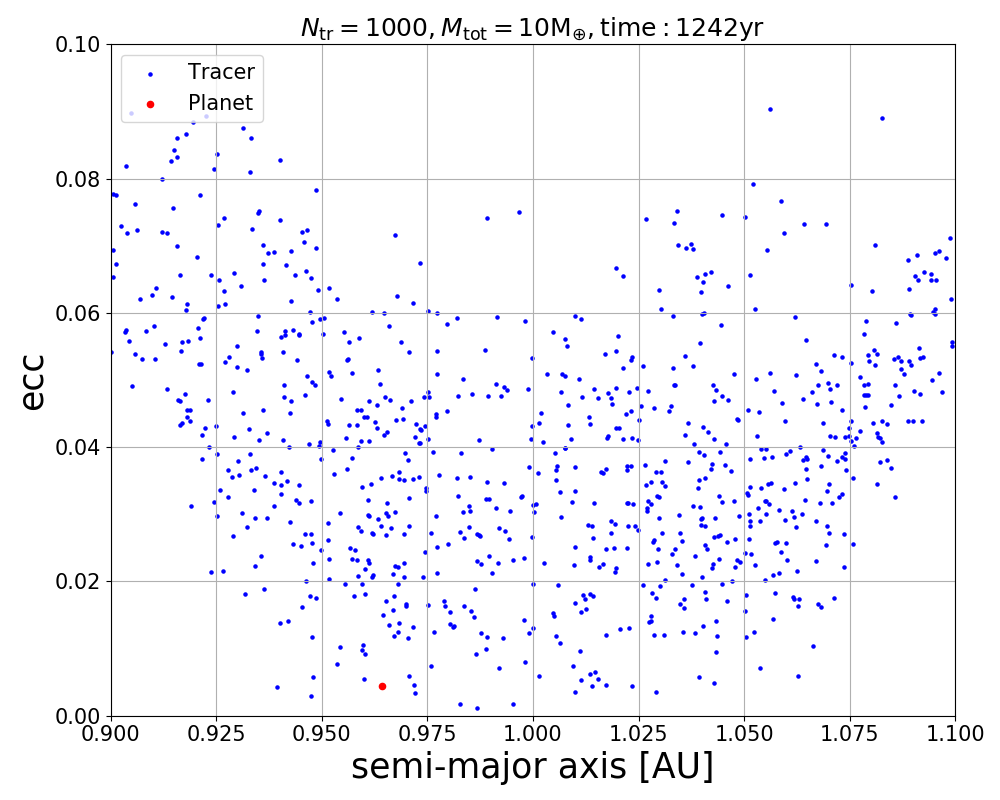 N_tr = 1000, M_tot = 10M_⊕, time : 1242yr
Tracer
Planet
0.10
0.08
0.06
0.04
0.02
0.00
ecc
0.900 0.925 0.950 0.975 1.000 1.025 1.050 1.075 1.100
semi-major axis [AU]